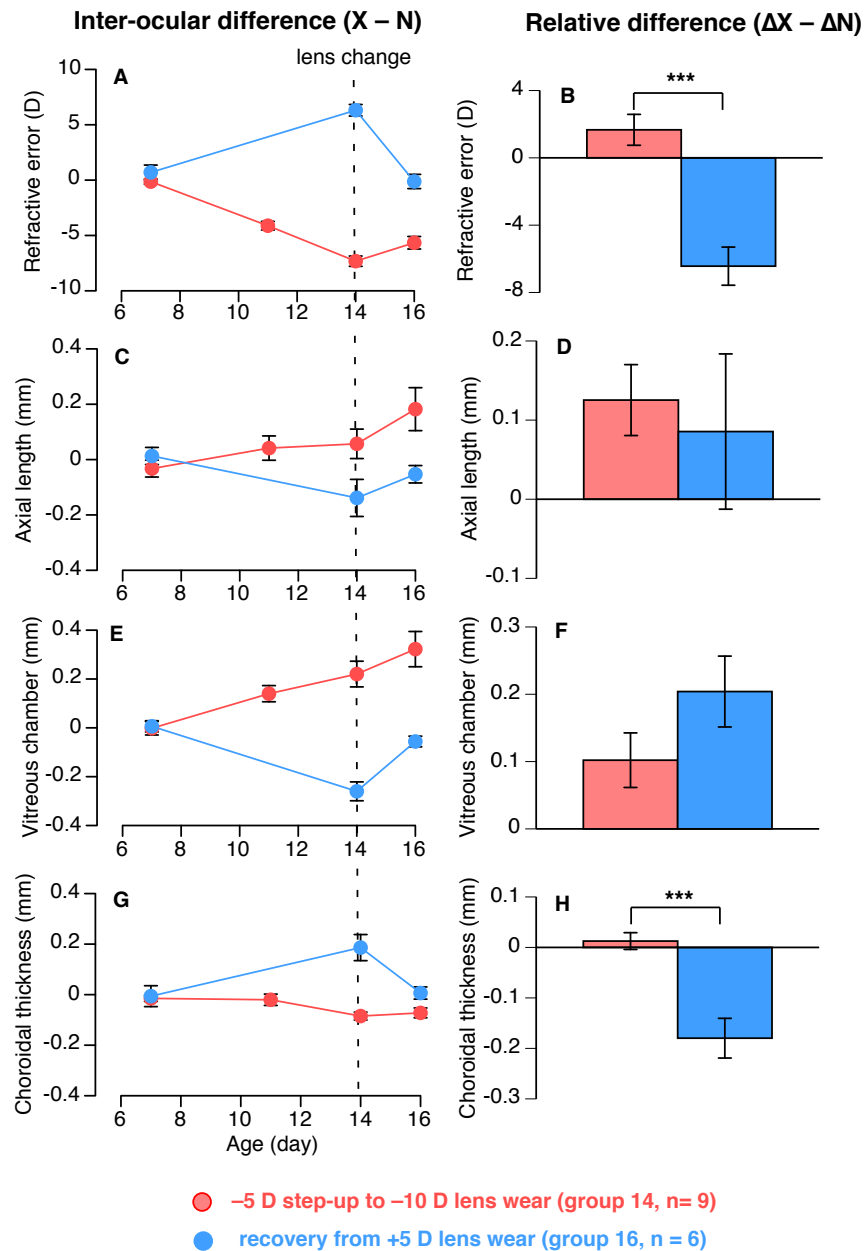 Inter-ocular difference (X – N)
Relative difference (ΔX – ΔN)
lens change
A
Refractive error (D)
10
5
0
-5
-10
6 8 10 12 14 16
B
***
Refractive error (D)
4
0
-4
-8
C
Axial length (mm)
0.4
0.2
0
-0.2
-0.4
6 8 10 12 14 16
D
Axial length (mm)
0.2
0.1
0
-0.1
E
Vitreous chamber (mm)
0.4
0.2
0
-0.2
-0.4
6 8 10 12 14 16
F
Vitreous chamber (mm)
0.3
0.2
0.1
0
G
Choroidal thickness (mm)
0.4
0.2
0
-0.2
-0.4
6 8 10 12 14 16
Age (day)
H
***
Choroidal thickness (mm)
0.1
0
-0.1
-0.2
-0.3
–5 D step-up to –10 D lens wear (group 14, n= 9)
recovery from +5 D lens wear (group 16, n = 6)